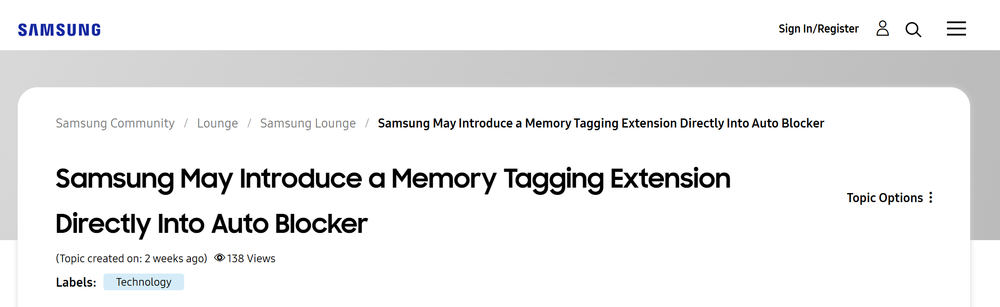 SAMSUNG
Sign In/Register
Samsung Community / Lounge / Samsung Lounge / Samsung May Introduce a Memory Tagging Extension Directly Into Auto Blocker
Samsung May Introduce a Memory Tagging Extension
Directly Into Auto Blocker
Topic Options
(Topic created on: 2 weeks ago) 138 Views
Labels: Technology